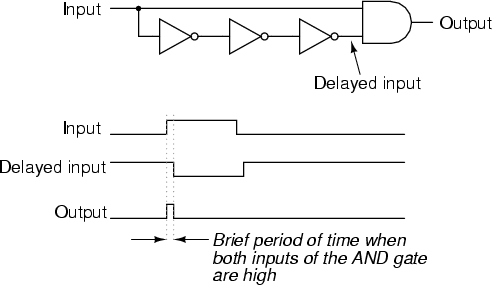 Input
Output
Delayed input
Input
Delayed input
Output
Brief period of time when
both inputs of the AND gate
are high